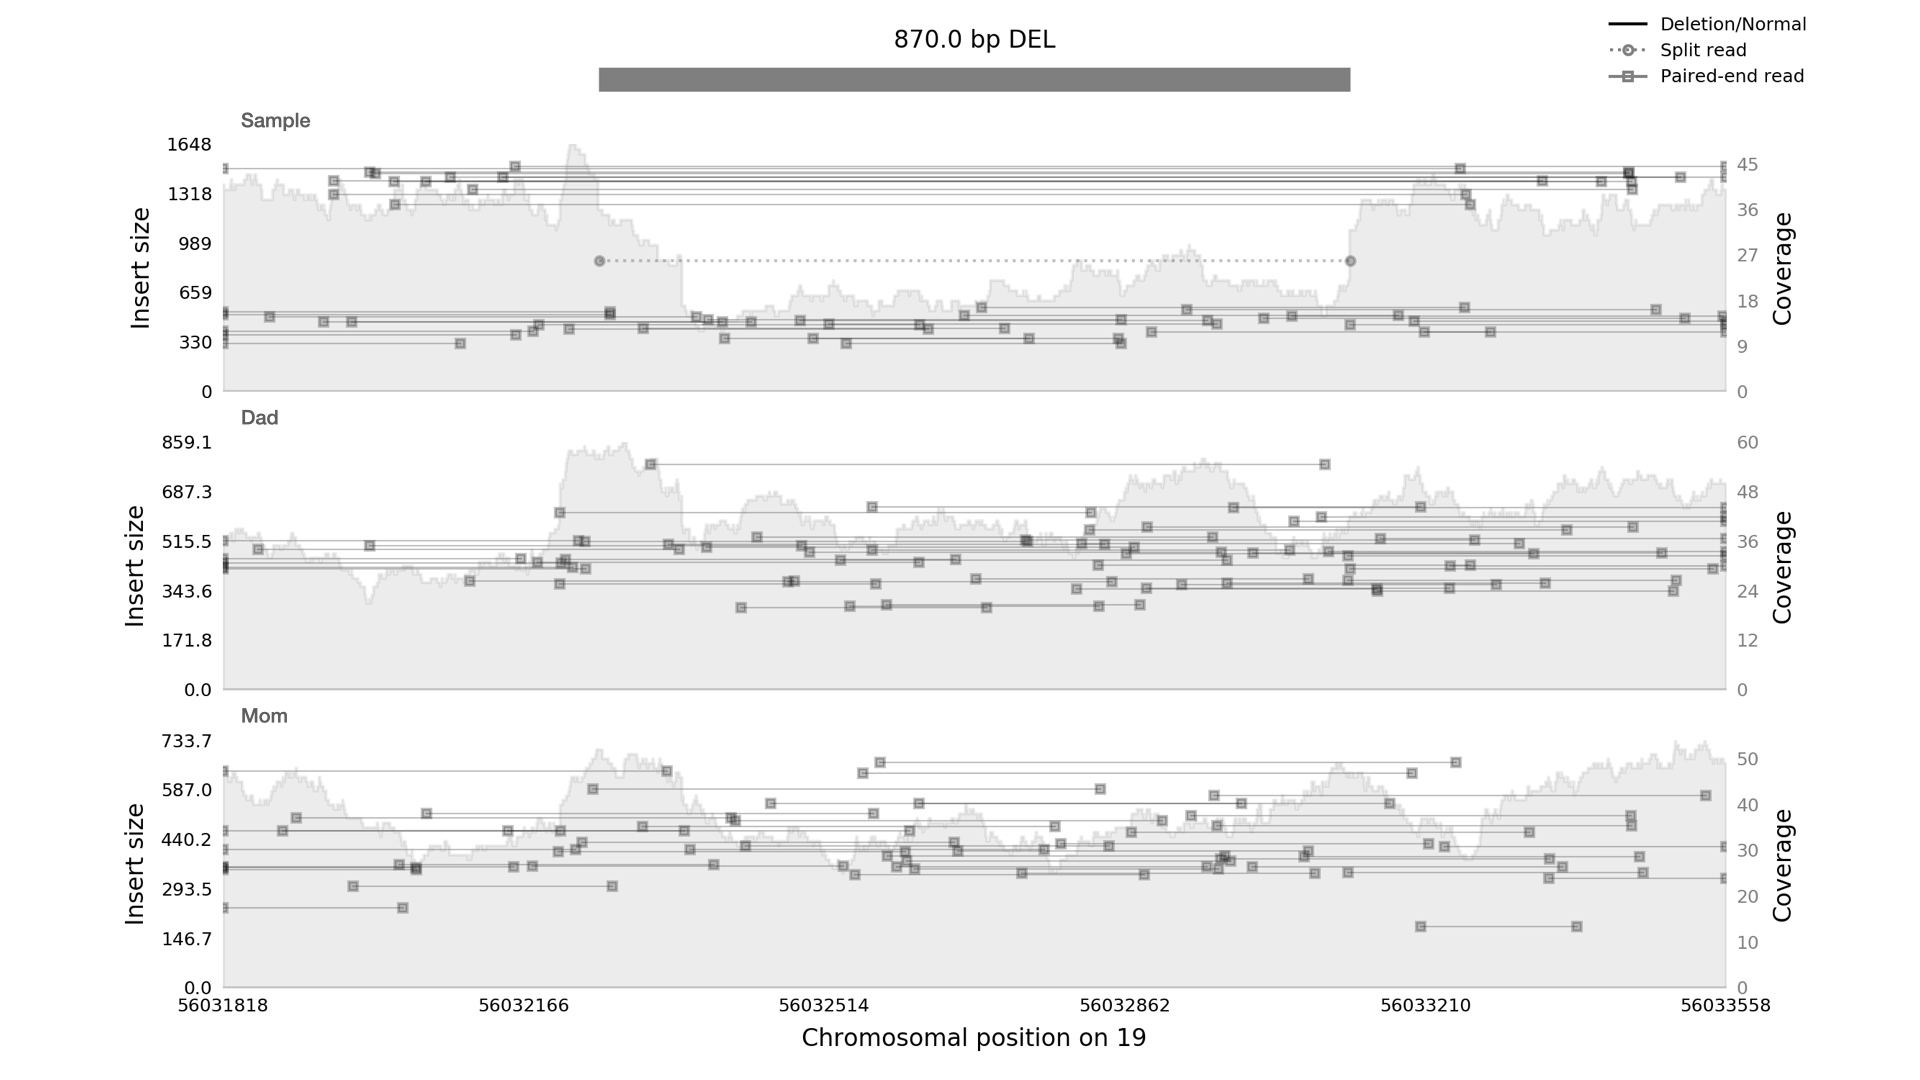 870.0 bp DEL
Deletion/Normal
Split read
Paired-end read
Sample
Insert size
1648
1318
989
659
330
0
45
36
27
18
9
0
Coverage
Dad
Insert size
859.1
687.3
515.5
343.6
171.8
0.0
60
48
36
24
12
0
Coverage
Mom
Insert size
733.7
587.0
440.2
293.5
146.7
0.0
50
40
30
20
10
0
Coverage
56031818 56032166 56032514 56032862 56033210 56033558
Chromosomal position on 19